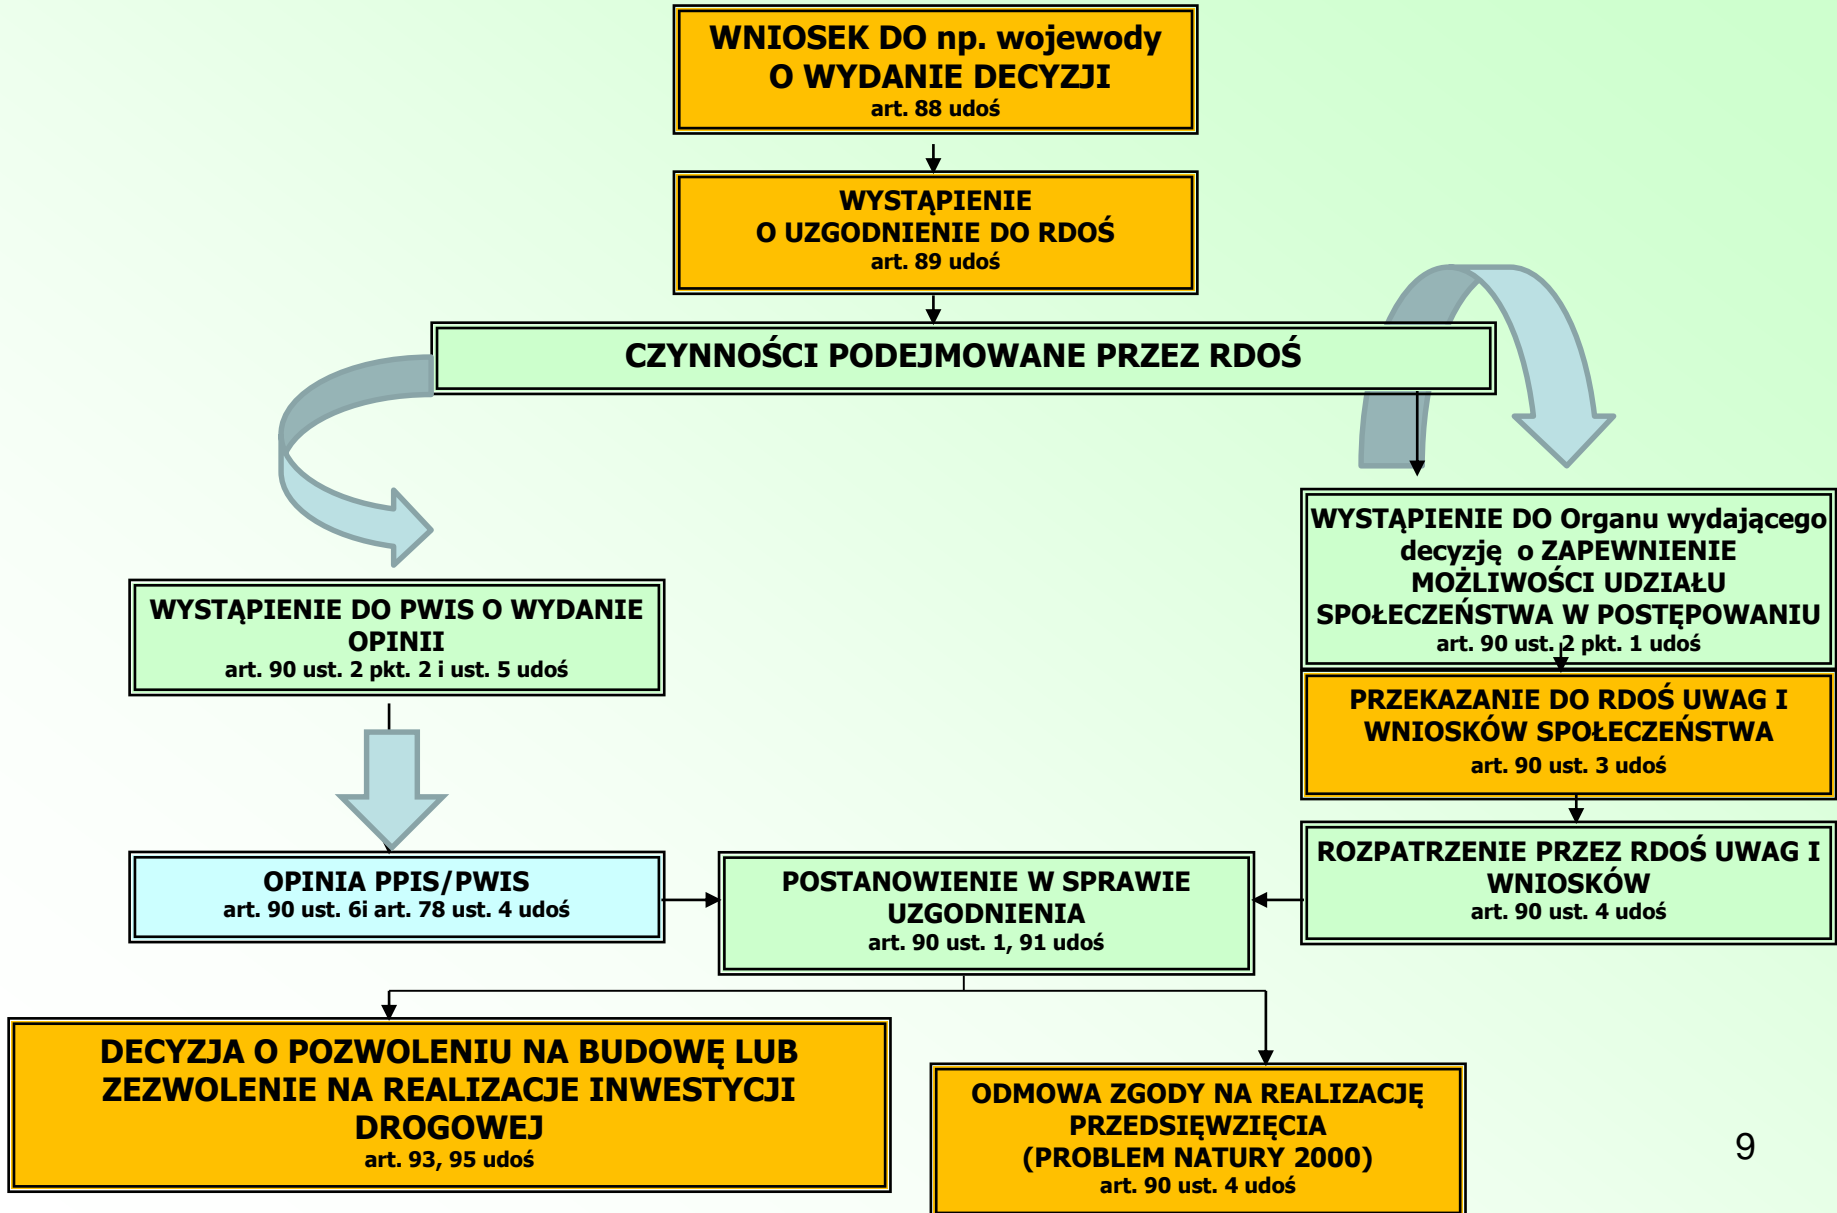 WNIOSEK DO np. wojewody
O WYDANIE DECYZJI
art. 88 udoś
WYSTĄPIENIE
O UZGODNIENIE DO RDOŚ
art. 89 udoś
CZYNNOŚCI PODEJMOWANE PRZEZ RDOŚ
WYSTĄPIENIE DO PWIS O WYDANIE
OPINII
art. 90 ust. 2 pkt. 2 i ust. 5 udoś
WYSTĄPIENIE DO Organu wydającego
decyzję o ZAPEWNIENIE
MOŻLIWOŚCI UDZIAŁU
SPOŁECZEŃSTWA W POSTĘPOWANIU
art. 90 ust. 2 pkt. 1 udoś
PRZEKAZANIE DO RDOŚ UWAG I
WNIOSKÓW SPOŁECZEŃSTWA
art. 90 ust. 3 udoś
OPINIA PPIS/PWIS
art. 90 ust. 6i art. 78 ust. 4 udoś
POSTANOWIENIE W SPRAWIE
UZGODNIENIA
art. 90 ust. 1, 91 udoś
ROZPATRZENIE PRZEZ RDOŚ UWAG I
WNIOSKÓW
art. 90 ust. 4 udoś
DECYZJA O POZWOLENIU NA BUDOWĘ LUB
ZEZWOLENIE NA REALIZACJE INWESTYCJI
DROGOWEJ
art. 93, 95 udoś
ODMOWA ZGODY NA REALIZACJĘ
PRZEDSIĘWZIĘCIA
(PROBLEM NATURY 2000)
art. 90 ust. 4 udoś
9